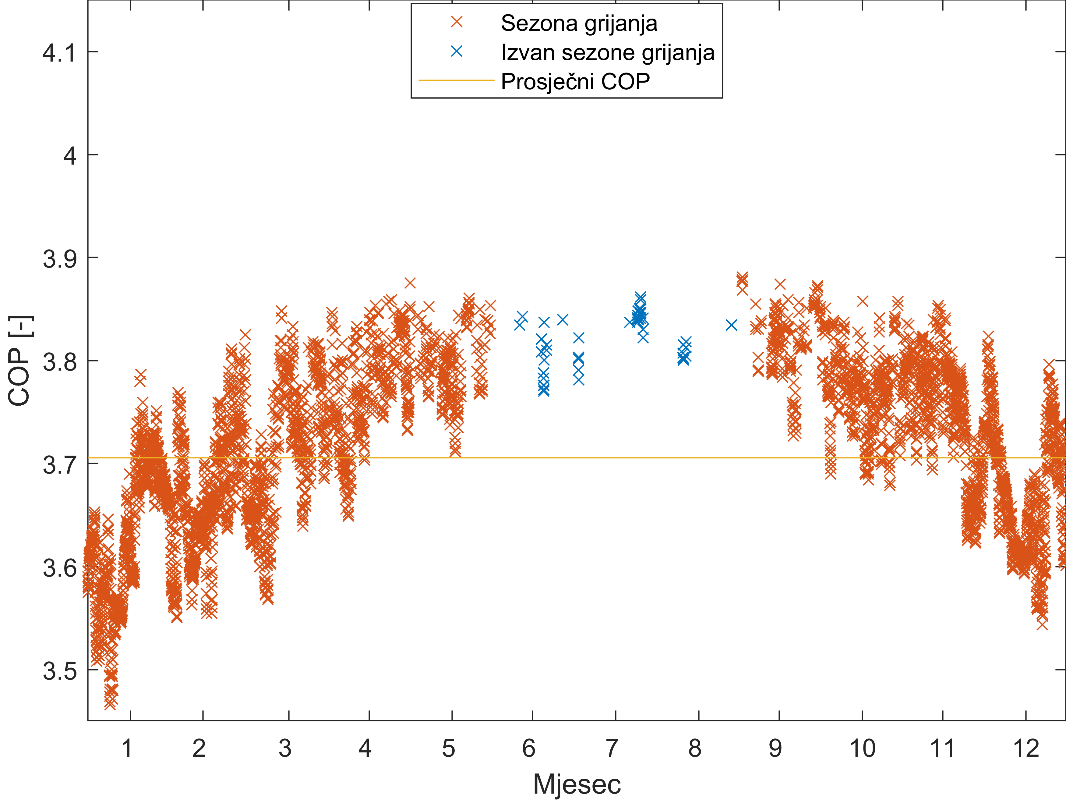 Sezona grijanja
Izvan sezone grijanja
Prosječni COP
4.1
4
3.9
3.8
3.7
3.6
3.5
COP [-]
1 2 3 4 5 6 7 8 9 10 11 12
Mjesec